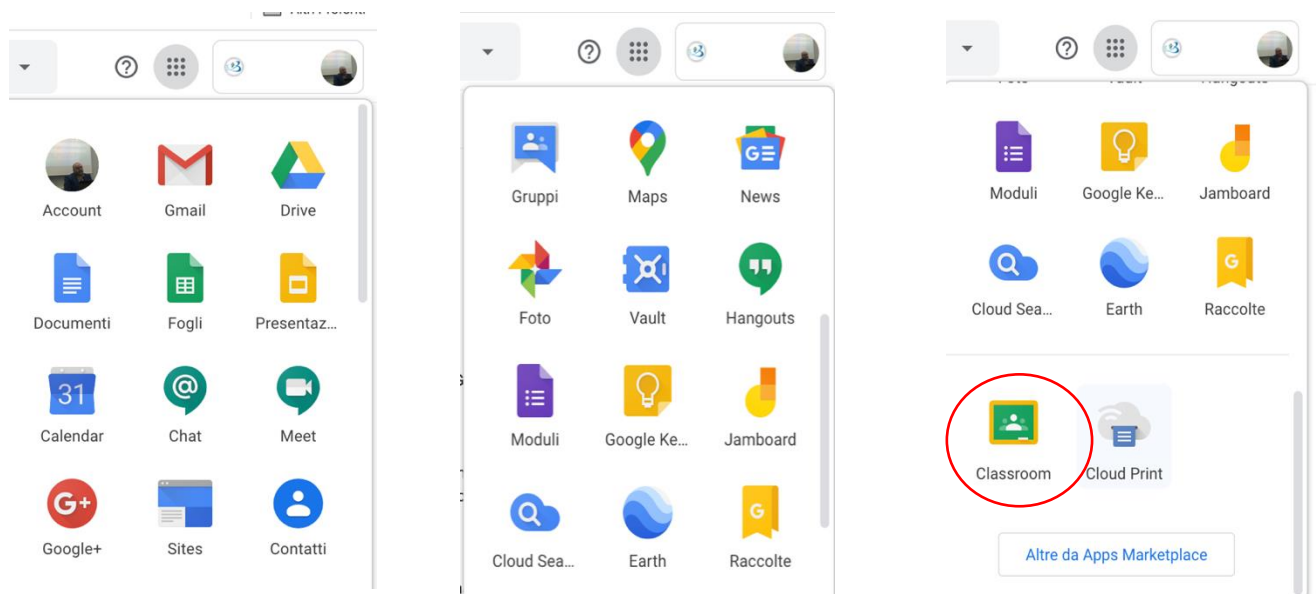 Account Gmail Drive
Documenti Fogli Presentaz...
31
Calendar Chat Meet
G+
Google+ Sites Contatti
Gruppi Maps News
Foto Vault Hangouts
Moduli Google Ke... Jamboard
Cloud Sea... Earth Raccolte
Moduli Google Ke... Jamboard
Cloud Sea... Earth Raccolte
Classroom Cloud Print
Altre da Apps Marketplace